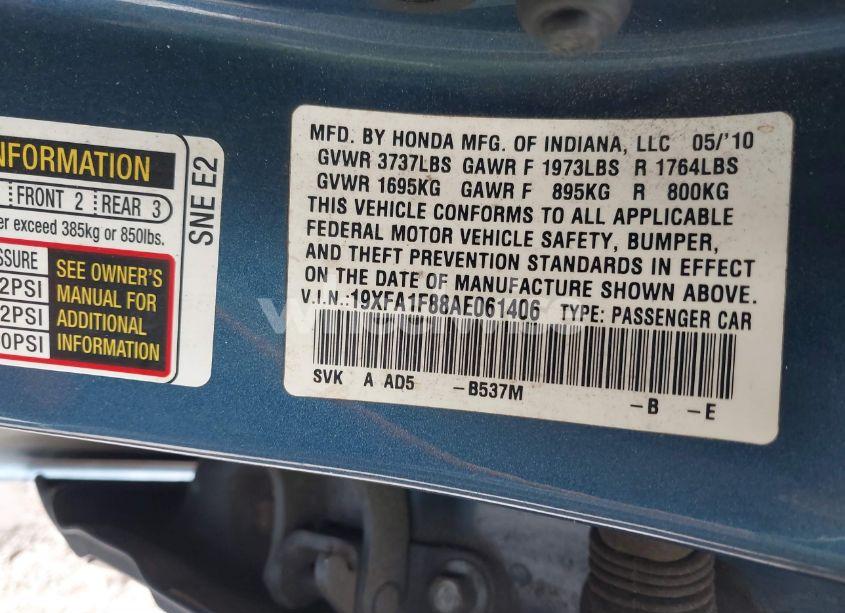 NFORMATION
FRONT 2 REAR 3
er exceed 385kg or 850lbs.
SSURE
2PSI
2PSI
0PSI
SEE OWNER'S
MANUAL FOR
ADDITIONAL
INFORMATION
SNE E2
MFD. BY HONDA MFG. OF INDIANA, LLC 05/'10
GVWR 3737LBS GAWR F 1973LBS R 1764LBS
GVWR 1695KG GAWR F 895KG R 800KG
THIS VEHICLE CONFORMS TO ALL APPLICABLE
FEDERAL MOTOR VEHICLE SAFETY, BUMPER,
AND THEFT PREVENTION STANDARDS IN EFFECT
ON THE DATE OF MANUFACTURE SHOWN ABOVE.
V.I.N.:19XFA1F88AE061406 TYPE: PASSENGER CAR
SVK A AD5 -B537M -B -E